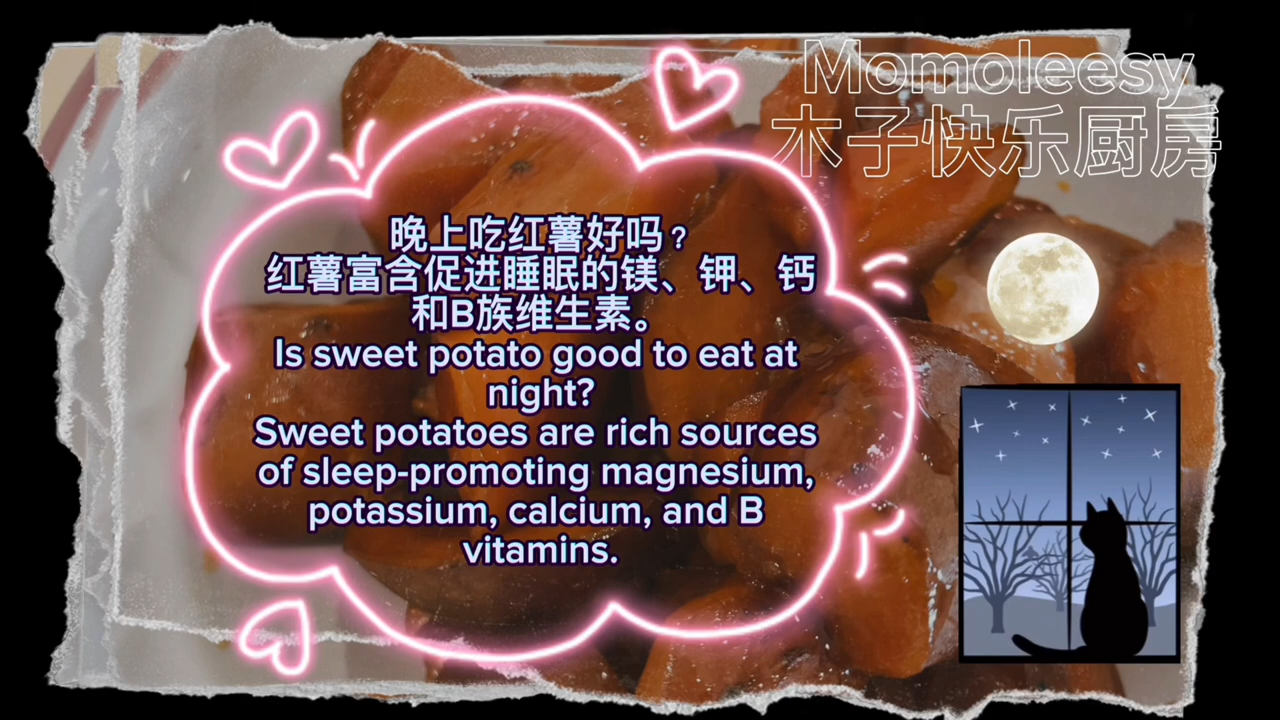 Momoleesy
木子快乐厨房
晚上吃红薯好吗？
红薯富含促进睡眠的镁、钾、钙
和B族维生素。
Is sweet potato good to eat at
night?
Sweet potatoes are rich sources
of sleep-promoting magnesium,
potassium, calcium, and B
vitamins.